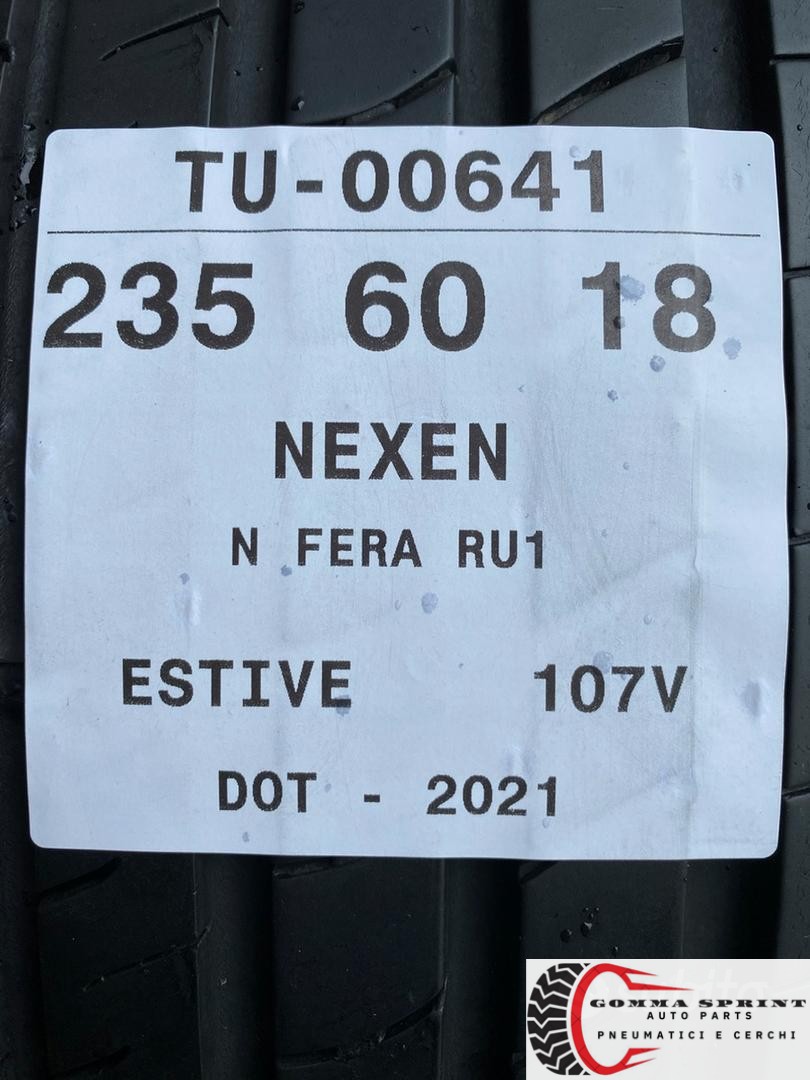 TU-00641
235 60 18
NEXEN
N FERA RU1
ESTIVE 107V
DOT - 2021
GOMMA SPRINT
AUTO PARTS
PNEUMATICI E CERCHI